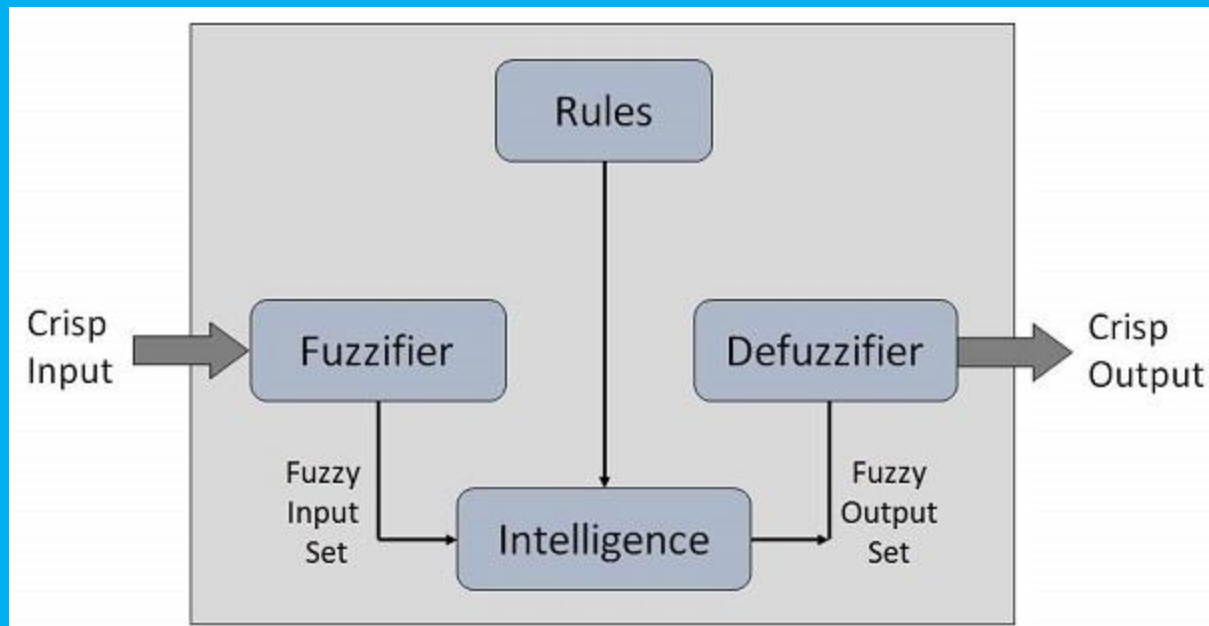 Rules
Crisp
Input
Fuzzifier
Defuzzifier
Crisp
Output
Fuzzy
Input
Set
Intelligence
Fuzzy
Output
Set